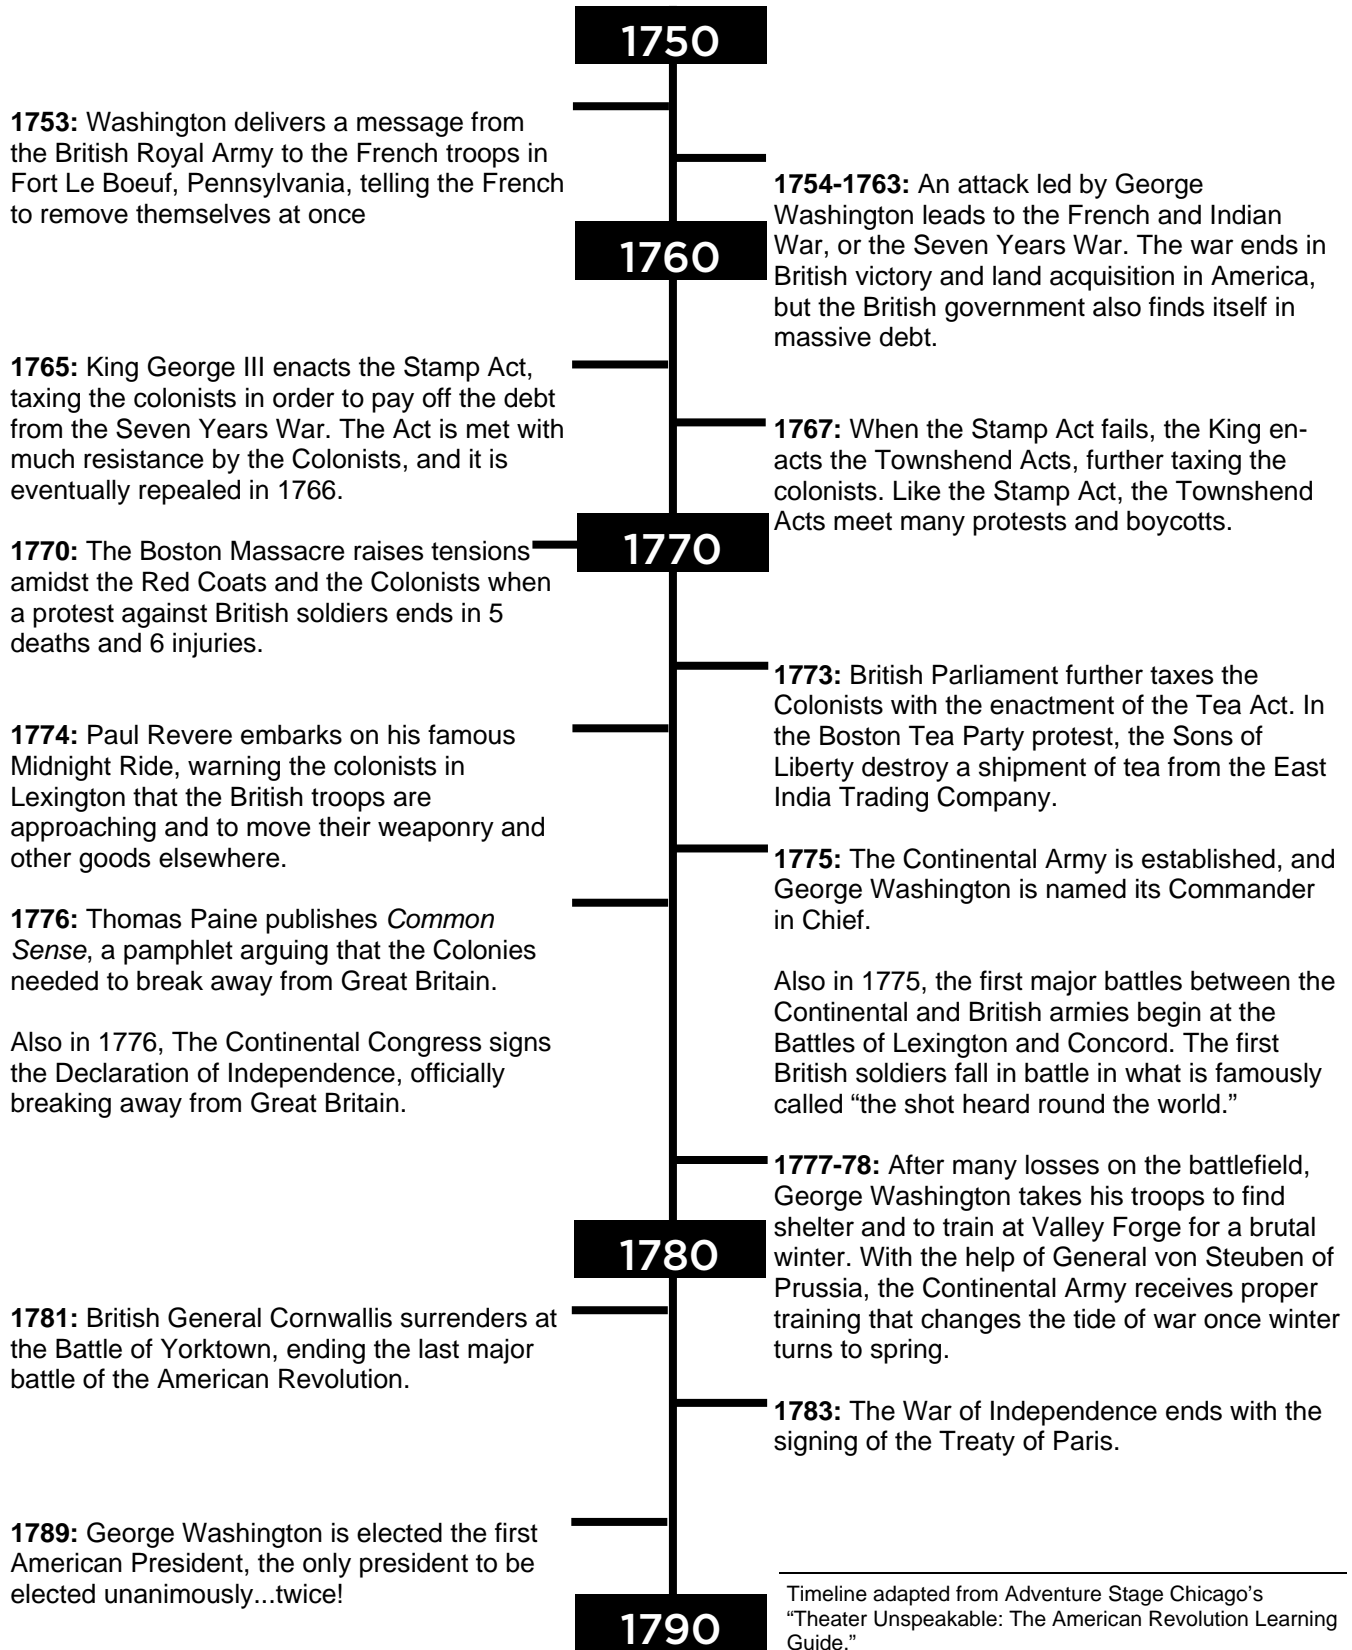 1750
1753: Washington delivers a message from
the British Royal Army to the French troops in
Fort Le Boeuf, Pennsylvania, telling the French
to remove themselves at once
1754-1763: An attack led by George
Washington leads to the French and Indian
War, or the Seven Years War. The war ends in
British victory and land acquisition in America,
but the British government also finds itself in
massive debt.
1760
1765: King George III enacts the Stamp Act,
taxing the colonists in order to pay off the debt
from the Seven Years War. The Act is met with
much resistance by the Colonists, and it is
eventually repealed in 1766.
1767: When the Stamp Act fails, the King en-
acts the Townshend Acts, further taxing the
colonists. Like the Stamp Act, the Townshend
Acts meet many protests and boycotts.
1770
1770: The Boston Massacre raises tensions
amidst the Red Coats and the Colonists when
a protest against British soldiers ends in 5
deaths and 6 injuries.
1773: British Parliament further taxes the
Colonists with the enactment of the Tea Act. In
the Boston Tea Party protest, the Sons of
Liberty destroy a shipment of tea from the East
India Trading Company.
1774: Paul Revere embarks on his famous
Midnight Ride, warning the colonists in
Lexington that the British troops are
approaching and to move their weaponry and
other goods elsewhere.
1775: The Continental Army is established, and
George Washington is named its Commander
in Chief.
Also in 1775, the first major battles between the
Continental and British armies begin at the
Battles of Lexington and Concord. The first
British soldiers fall in battle in what is famously
called “the shot heard round the world.”
1776: Thomas Paine publishes Common
Sense, a pamphlet arguing that the Colonies
needed to break away from Great Britain.
Also in 1776, The Continental Congress signs
the Declaration of Independence, officially
breaking away from Great Britain.
1777-78: After many losses on the battlefield,
George Washington takes his troops to find
shelter and to train at Valley Forge for a brutal
winter. With the help of General von Steuben of
Prussia, the Continental Army receives proper
training that changes the tide of war once winter
turns to spring.
1780
1781: British General Cornwallis surrenders at
the Battle of Yorktown, ending the last major
battle of the American Revolution.
1783: The War of Independence ends with the
signing of the Treaty of Paris.
1789: George Washington is elected the first
American President, the only president to be
elected unanimously...twice!
1790
Timeline adapted from Adventure Stage Chicago’s
“Theater Unspeakable: The American Revolution Learning
Guide.”